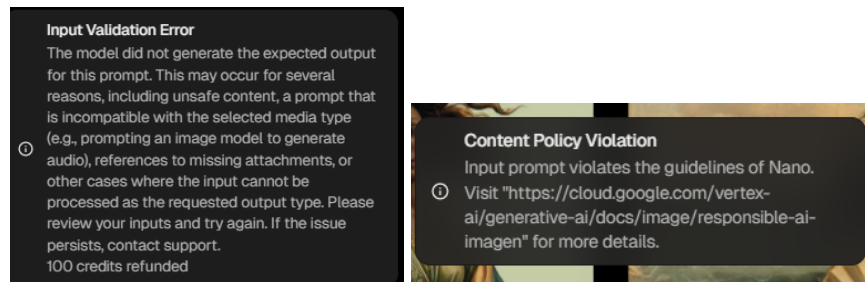 Input Validation Error
The model did not generate the expected output
for this prompt. This may occur for several
reasons, including unsafe content, a prompt that
is incompatible with the selected media type
(e.g., prompting an image model to generate
audio), references to missing attachments, or
other cases where the input cannot be
processed as the requested output type. Please
review your inputs and try again. If the issue
persists, contact support.
100 credits refunded
Content Policy Violation
Input prompt violates the guidelines of Nano.
Visit "https://cloud.google.com/vertex-
ai/generative-ai/docs/image/responsible-ai-
imagen" for more details.